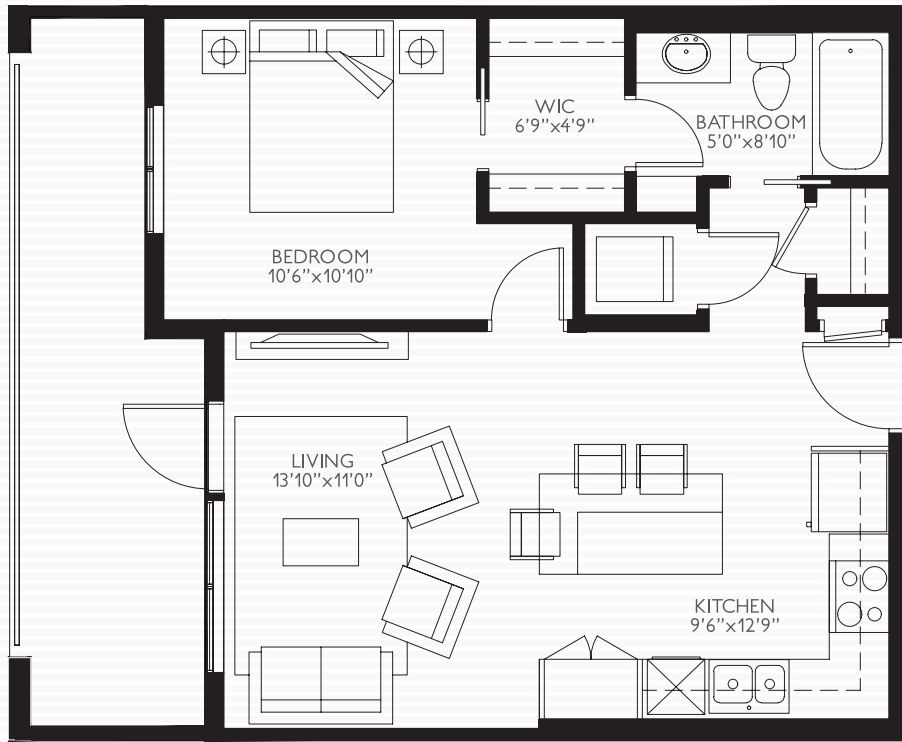 WIC
6’9”x4’9”
BATHROOM
5’0”x8’10”
BEDROOM
10’6”x10’10”
LIVING
13’10”x11’0”
KITCHEN
9’6”x12’9”